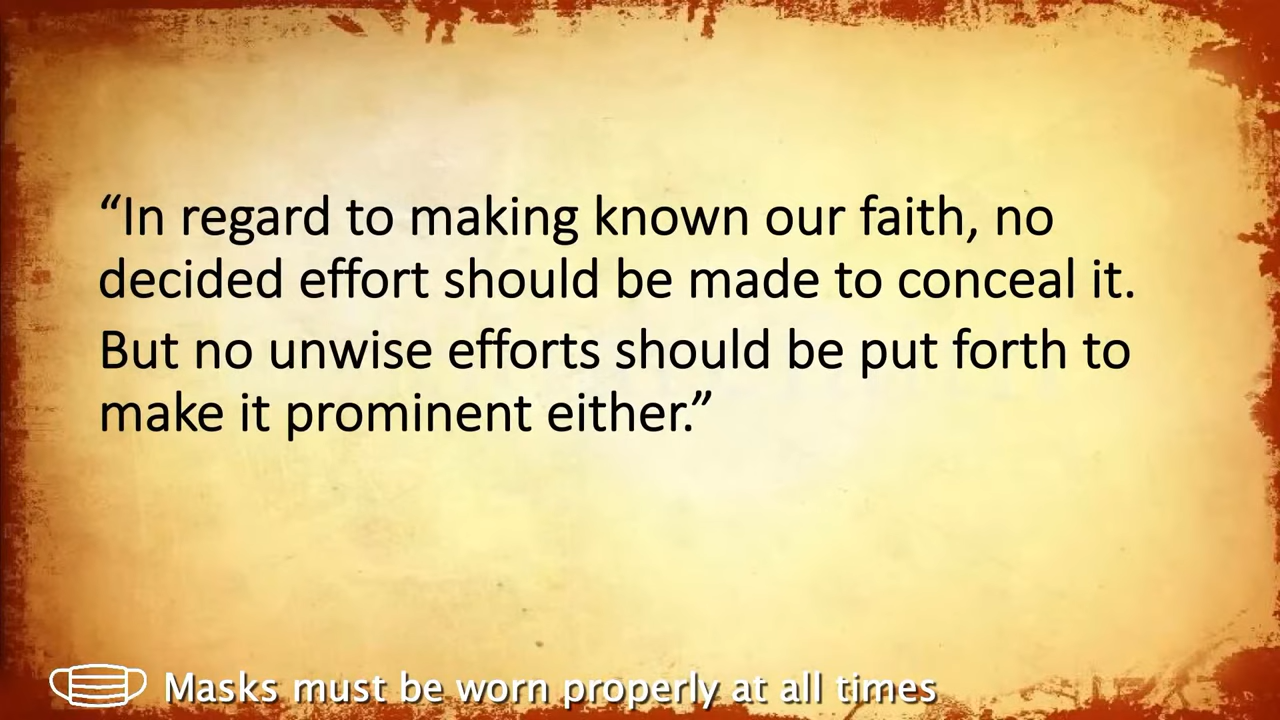 “In regard to making known our faith, no
decided effort should be made to conceal it.
But no unwise efforts should be put forth to
make it prominent either.”
Masks must be worn properly at all times